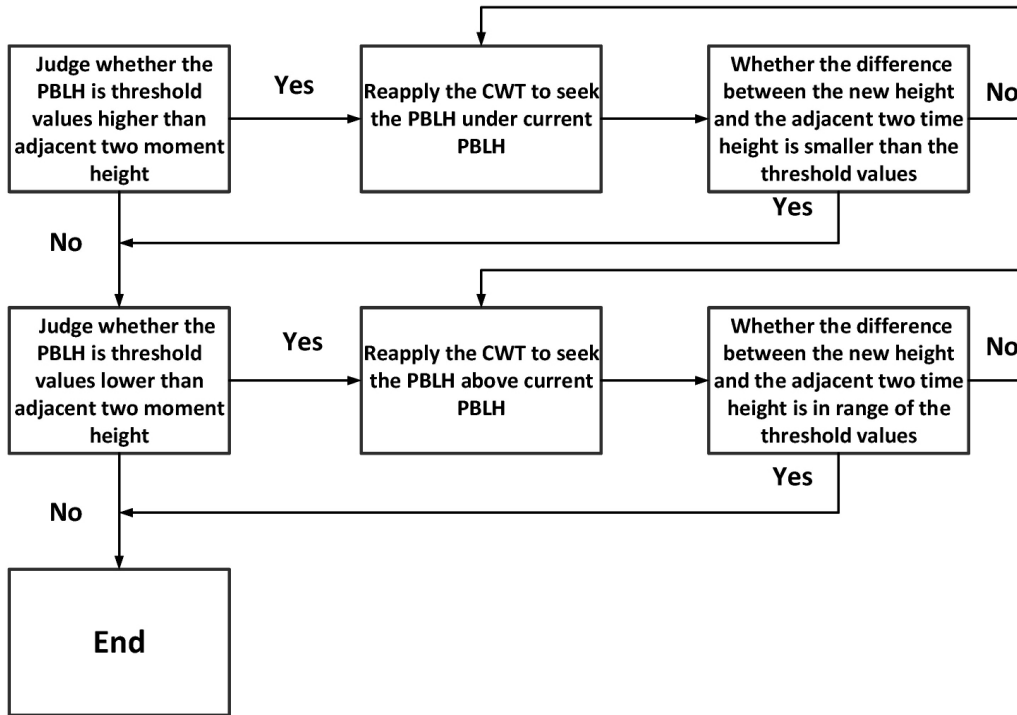 Judge whether the
PBLH is threshold
values higher than
adjacent two moment
height
Yes
Reapply the CWT to seek
the PBLH under current
PBLH
Whether the difference
between the new height
and the adjacent two time
height is smaller than the
threshold values
No
Yes
No
Judge whether the
PBLH is threshold
values lower than
adjacent two moment
height
Yes
Reapply the CWT to seek
the PBLH above current
PBLH
Whether the difference
between the new height
and the adjacent two time
height is in range of the
threshold values
No
Yes
No
End